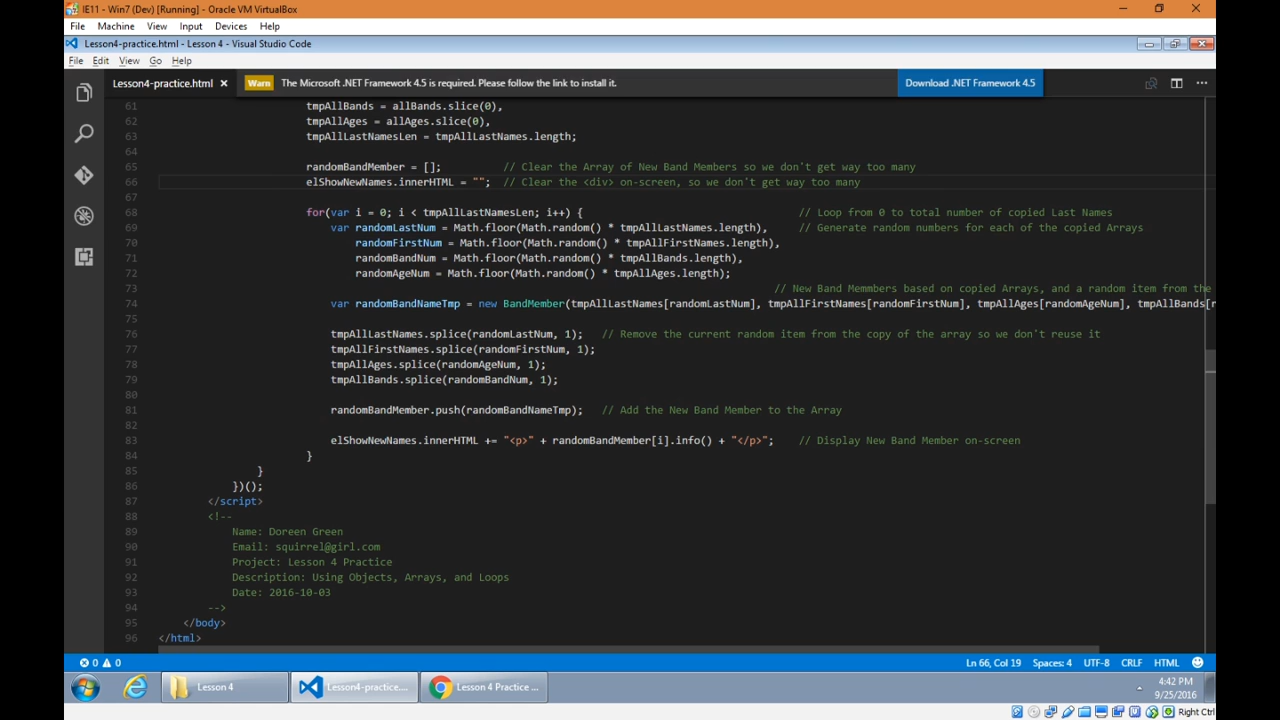 IE11 - Win7 (Dev) [Running] - Oracle VM VirtualBox
File Machine View Input Devices Help
Lesson4-practice.html - Lesson 4 - Visual Studio Code
File Edit View Go Help
Lesson4-practice.html × Warn The Microsoft .NET Framework 4.5 is required. Please follow the link to install it. Download .NET Framework 4.5
61 tmpAllBands = allBands.slice(0),
62 tmpAllAges = allAges.slice(0),
63 tmpAllLastNamesLen = tmpAllLastNames.length;
64
65 randomBandMember = []; // Clear the Array of New Band Members so we don't get way too many
66 elShowNewNames.innerHTML = ""; // Clear the <div> on-screen, so we don't get way too many
67
68 for(var i = 0; i < tmpAllLastNamesLen; i++) { // Loop from 0 to total number of copied Last Names
69 var randomLastNum = Math.floor(Math.random() * tmpAllLastNames.length), // Generate random numbers for each of the copied Arrays
70 randomFirstNum = Math.floor(Math.random() * tmpAllFirstNames.length),
71 randomBandNum = Math.floor(Math.random() * tmpAllBands.length),
72 randomAgeNum = Math.floor(Math.random() * tmpAllAges.length);
73 // New Band Memmbers based on copied Arrays, and a random item from the
74 var randomBandNameTmp = new BandMember(tmpAllLastNames[randomLastNum], tmpAllFirstNames[randomFirstNum], tmpAllAges[randomAgeNum], tmpAllBands[r
75
76 tmpAllLastNames.splice(randomLastNum, 1); // Remove the current random item from the copy of the array so we don't reuse it
77 tmpAllFirstNames.splice(randomFirstNum, 1);
78 tmpAllAges.splice(randomAgeNum, 1);
79 tmpAllBands.splice(randomBandNum, 1);
80
81 randomBandMember.push(randomBandNameTmp); // Add the New Band Member to the Array
82
83 elShowNewNames.innerHTML += "<p>" + randomBandMember[i].info() + "</p>"; // Display New Band Member on-screen
84 }
85 }
86 })();
87 </script>
88 <!--
89 Name: Doreen Green
90 Email: squirrel@girl.com
91 Project: Lesson 4 Practice
92 Description: Using Objects, Arrays, and Loops
93 Date: 2016-10-03
94 -->
95 </body>
96 </html>
0 0 Ln 66, Col 19 Spaces: 4 UTF-8 CRLF HTML
Lesson 4 Lesson4-practice.... Lesson 4 Practice ... 4:42 PM
9/25/2016
Right Ctrl